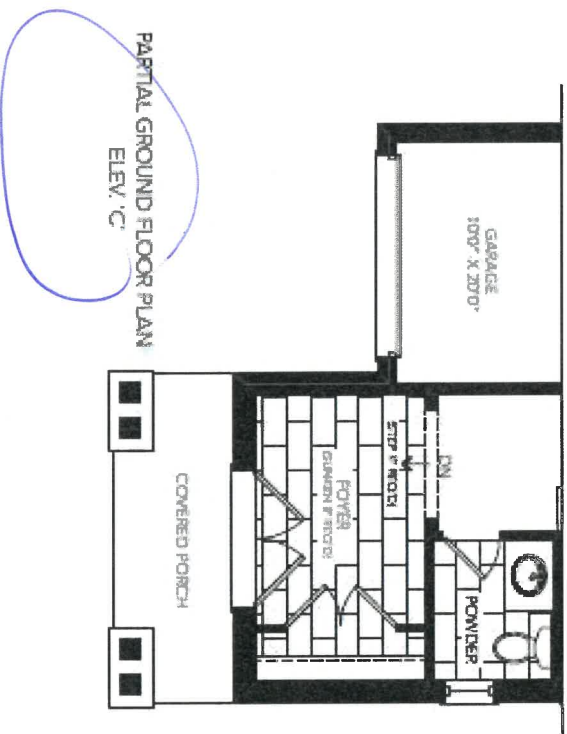 GARAGE
10'0" X 20'0"
DN
STEP IF REQ'D.
FOYER
(SUNKEN IF REQ'D.)
POWDER
COVERED PORCH
PARTIAL GROUND FLOOR PLAN
ELEV. 'C'